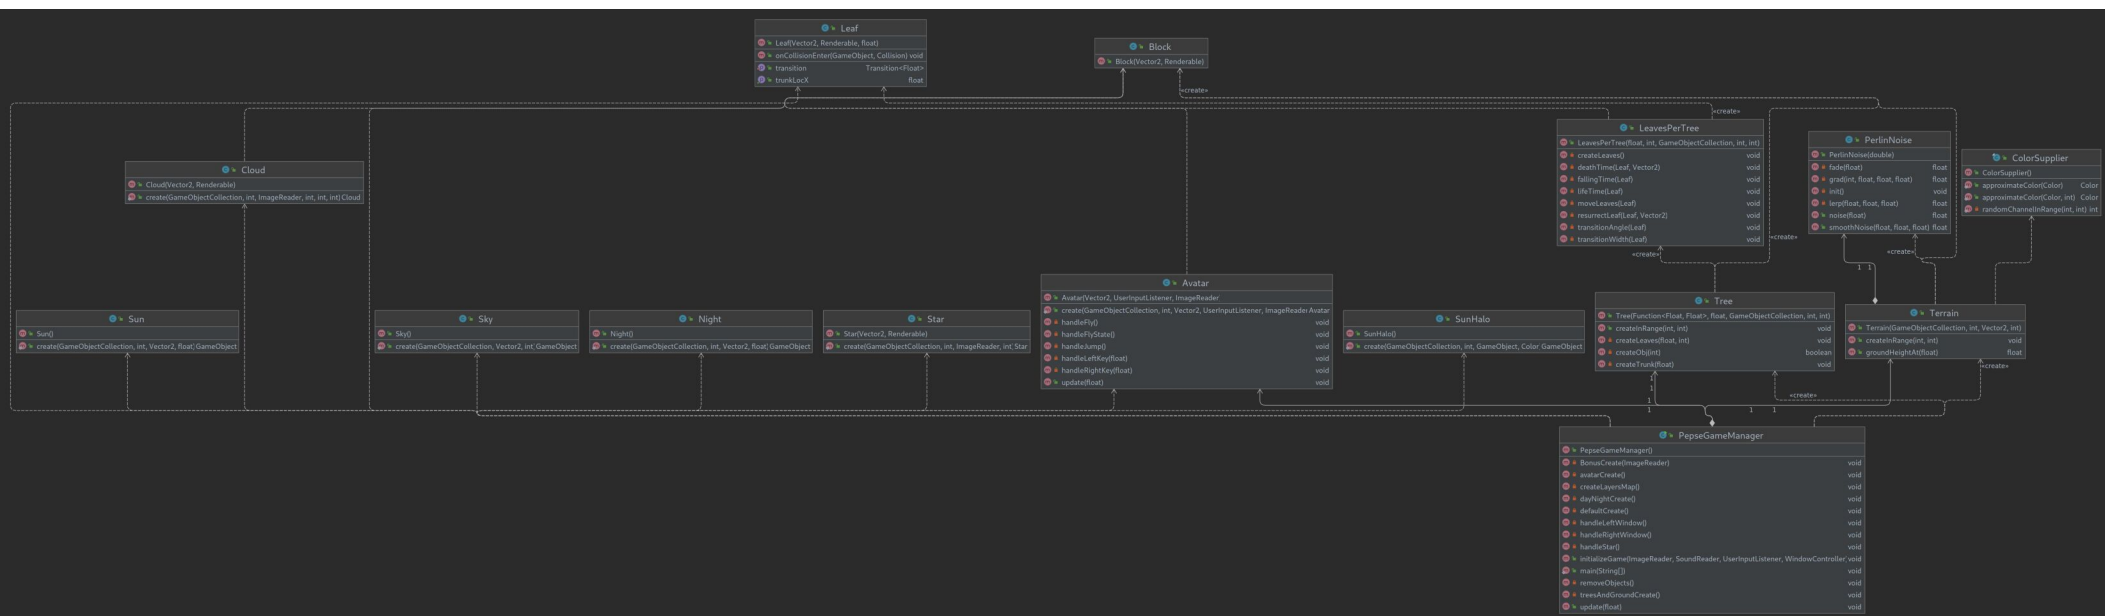 Leaf
Leaf(Vector2, Renderable, float)
onCollisionEnter(GameObject, Collision) void
transition Transition<Float>
trunkLocX float
Block
Block(Vector2, Renderable)
«create»
«create»
LeavesPerTree
LeavesPerTree(float, int, GameObjectCollection, int, int)
createLeaves() void
deathTime(Leaf, Vector2) void
fallingTime(Leaf) void
lifeTime(Leaf) void
moveLeaves(Leaf) void
resurrectLeaf(Leaf, Vector2) void
transitionAngle(Leaf) void
transitionWidth(Leaf) void
PerlinNoise
PerlinNoise(double)
fade(float) float
grad(int, float, float, float) float
init() void
lerp(float, float, float) float
noise(float) float
smoothNoise(float, float, float) float
ColorSupplier
ColorSupplier()
approximateColor(Color) Color
approximateColor(Color, int) Color
randomChannelInRange(int, int) int
Cloud
Cloud(Vector2, Renderable)
create(GameObjectCollection, int, ImageReader, int, int, int) Cloud
«create»
«create»
«create»
1 1
Avatar
Avatar(Vector2, UserInputListener, ImageReader
create(GameObjectCollection, int, Vector2, UserInputListener, ImageReader Avatar
handleFly() void
handleFlyState() void
handleJump() void
handleLeftKey(float) void
handleRightKey(float) void
update(float) void
Sun
Sun()
create(GameObjectCollection, int, Vector2, float) GameObject
Sky
Sky()
create(GameObjectCollection, Vector2, int) GameObject
Night
Night()
create(GameObjectCollection, int, Vector2, float) GameObject
Star
Star(Vector2, Renderable)
create(GameObjectCollection, int, ImageReader, int) Star
SunHalo
SunHalo()
create(GameObjectCollection, int, GameObject, Color GameObject
Tree
Tree(Function<Float, Float>, float, GameObjectCollection, int, int)
createInRange(int, int) void
createLeaves(float, int) void
createObj(int) boolean
createTrunk(float) void
Terrain
Terrain(GameObjectCollection, int, Vector2, int)
createInRange(int, int) void
groundHeightAt(float) float
«create»
1
1
«create»
1
1 1 1
PepseGameManager
PepseGameManager()
BonusCreate(ImageReader) void
avatarCreate() void
createLayersMap() void
dayNightCreate() void
defaultCreate() void
handleLeftWindow() void
handleRightWindow() void
handleStar() void
initializeGame(ImageReader, SoundReader, UserInputListener, WindowController) void
main(String[]) void
removeObjects() void
treesAndGroundCreate() void
update(float) void